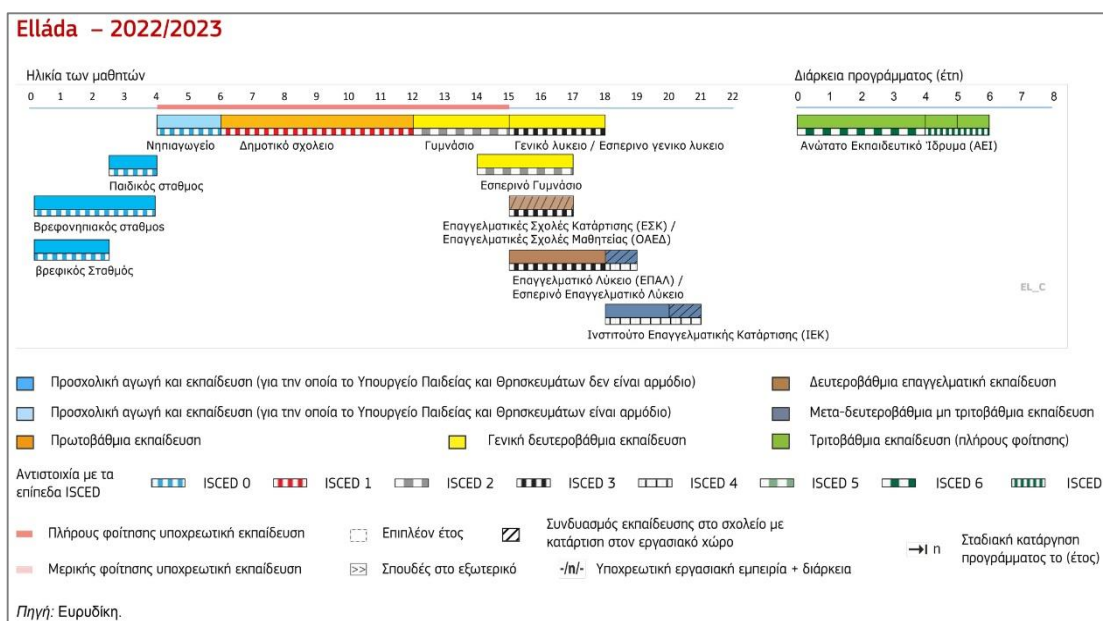 Elláda – 2022/2023
Ηλικία των μαθητών
Διάρκεια προγράμματος (έτη)
0 1 2 3 4 5 6 7 8 9 10 11 12 13 14 15 16 17 18 19 20 21 22
0 1 2 3 4 5 6 7 8
Νηπιαγωγείο
Δημοτικό σχολειο
Γυμνάσιο
Γενικό λυκειο / Εσπερινο γενικο λυκειο
Ανώτατο Εκπαιδευτικό Ίδρυμα (ΑΕΙ)
Παιδικός σταθμος
Εσπερινό Γυμνάσιο
Βρεφονηπιακός σταθμος
Επαγγελματικές Σχολές Κατάρτισης (ΕΣΚ) /
Επαγγελματικές Σχολές Μαθητείας (ΟΑΕΔ)
βρεφικός Σταθμός
Επαγγελματικό Λύκειο (ΕΠΑΛ) /
Εσπερινό Επαγγελματικό Λύκειο
EL_C
Ινστιτούτο Επαγγελματικής Κατάρτισης (ΙΕΚ)
Προσχολική αγωγή και εκπαίδευση (για την οποία το Υπουργείο Παιδείας και Θρησκευμάτων δεν είναι αρμόδιο)
Δευτεροβάθμια επαγγελματική εκπαίδευση
Προσχολική αγωγή και εκπαίδευση (για την οποία το Υπουργείο Παιδείας και Θρησκευμάτων είναι αρμόδιο)
Μετα-δευτεροβάθμια μη τριτοβάθμια εκπαίδευση
Πρωτοβάθμια εκπαίδευση
Γενική δευτεροβάθμια εκπαίδευση
Τριτοβάθμια εκπαίδευση (πλήρους φοίτησης)
Αντιστοιχία με τα
επίπεδα ISCED
ISCED 0
ISCED 1
ISCED 2
ISCED 3
ISCED 4
ISCED 5
ISCED 6
ISCED
Πλήρους φοίτησης υποχρεωτική εκπαίδευση
Επιπλέον έτος
Συνδυασμός εκπαίδευσης στο σχολείο με
κατάρτιση στον εργασιακό χώρο
n
Σταδιακή κατάργηση
προγράμματος το (έτος)
Μερικής φοίτησης υποχρεωτική εκπαίδευση
>> Σπουδές στο εξωτερικό
-/n/- Υποχρεωτική εργασιακή εμπειρία + διάρκεια
Πηγή: Ευρυδίκη.